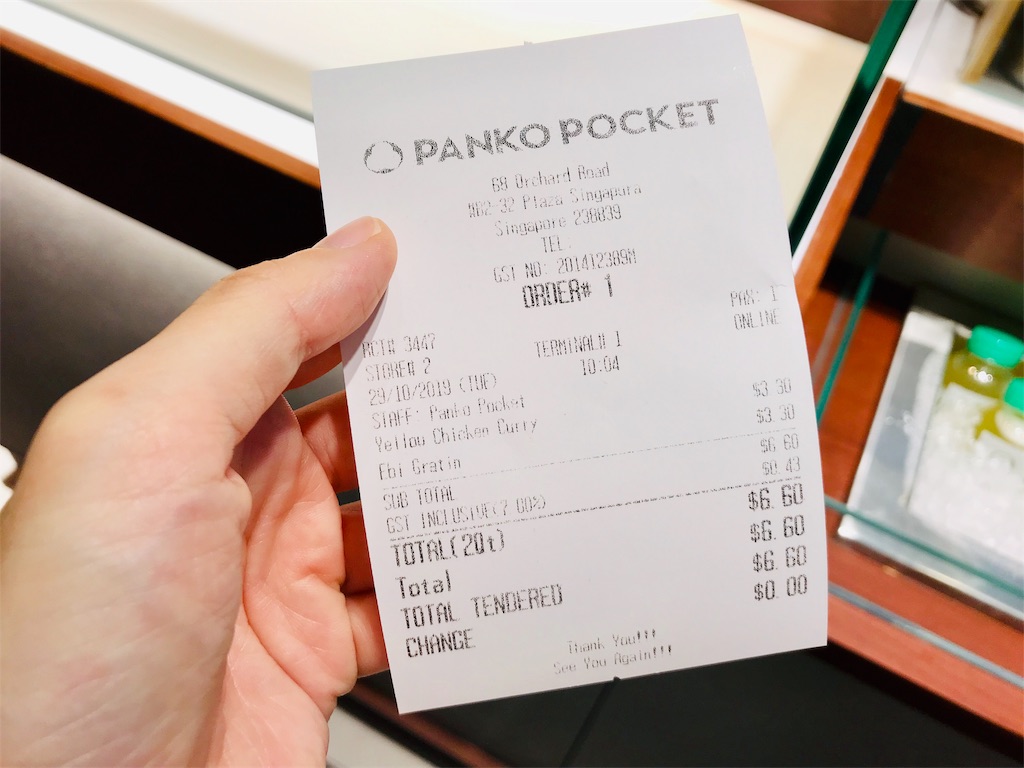 PANKO POCKET
68 Orchard Road
#B2-32 Plaza Singapura
Singapore 238839
TEL:
GST NO: 201412389M
ORDER# 1
PAX: 1
RCT# 3447 ONLINE
STORE# 2 TERMINAL# 1
29/10/2019 (TUE) 10:04
STAFF: Panko Pocket
Yellow Chicken Curry $3.30
Ebi Gratin $3.30
SUB TOTAL $6.60
GST INCLUSIVE(7.00%) $0.43
TOTAL(2Qt) $6.60
Total $6.60
TOTAL TENDERED $6.60
CHANGE $0.00
Thank You!!!
See You Again!!!